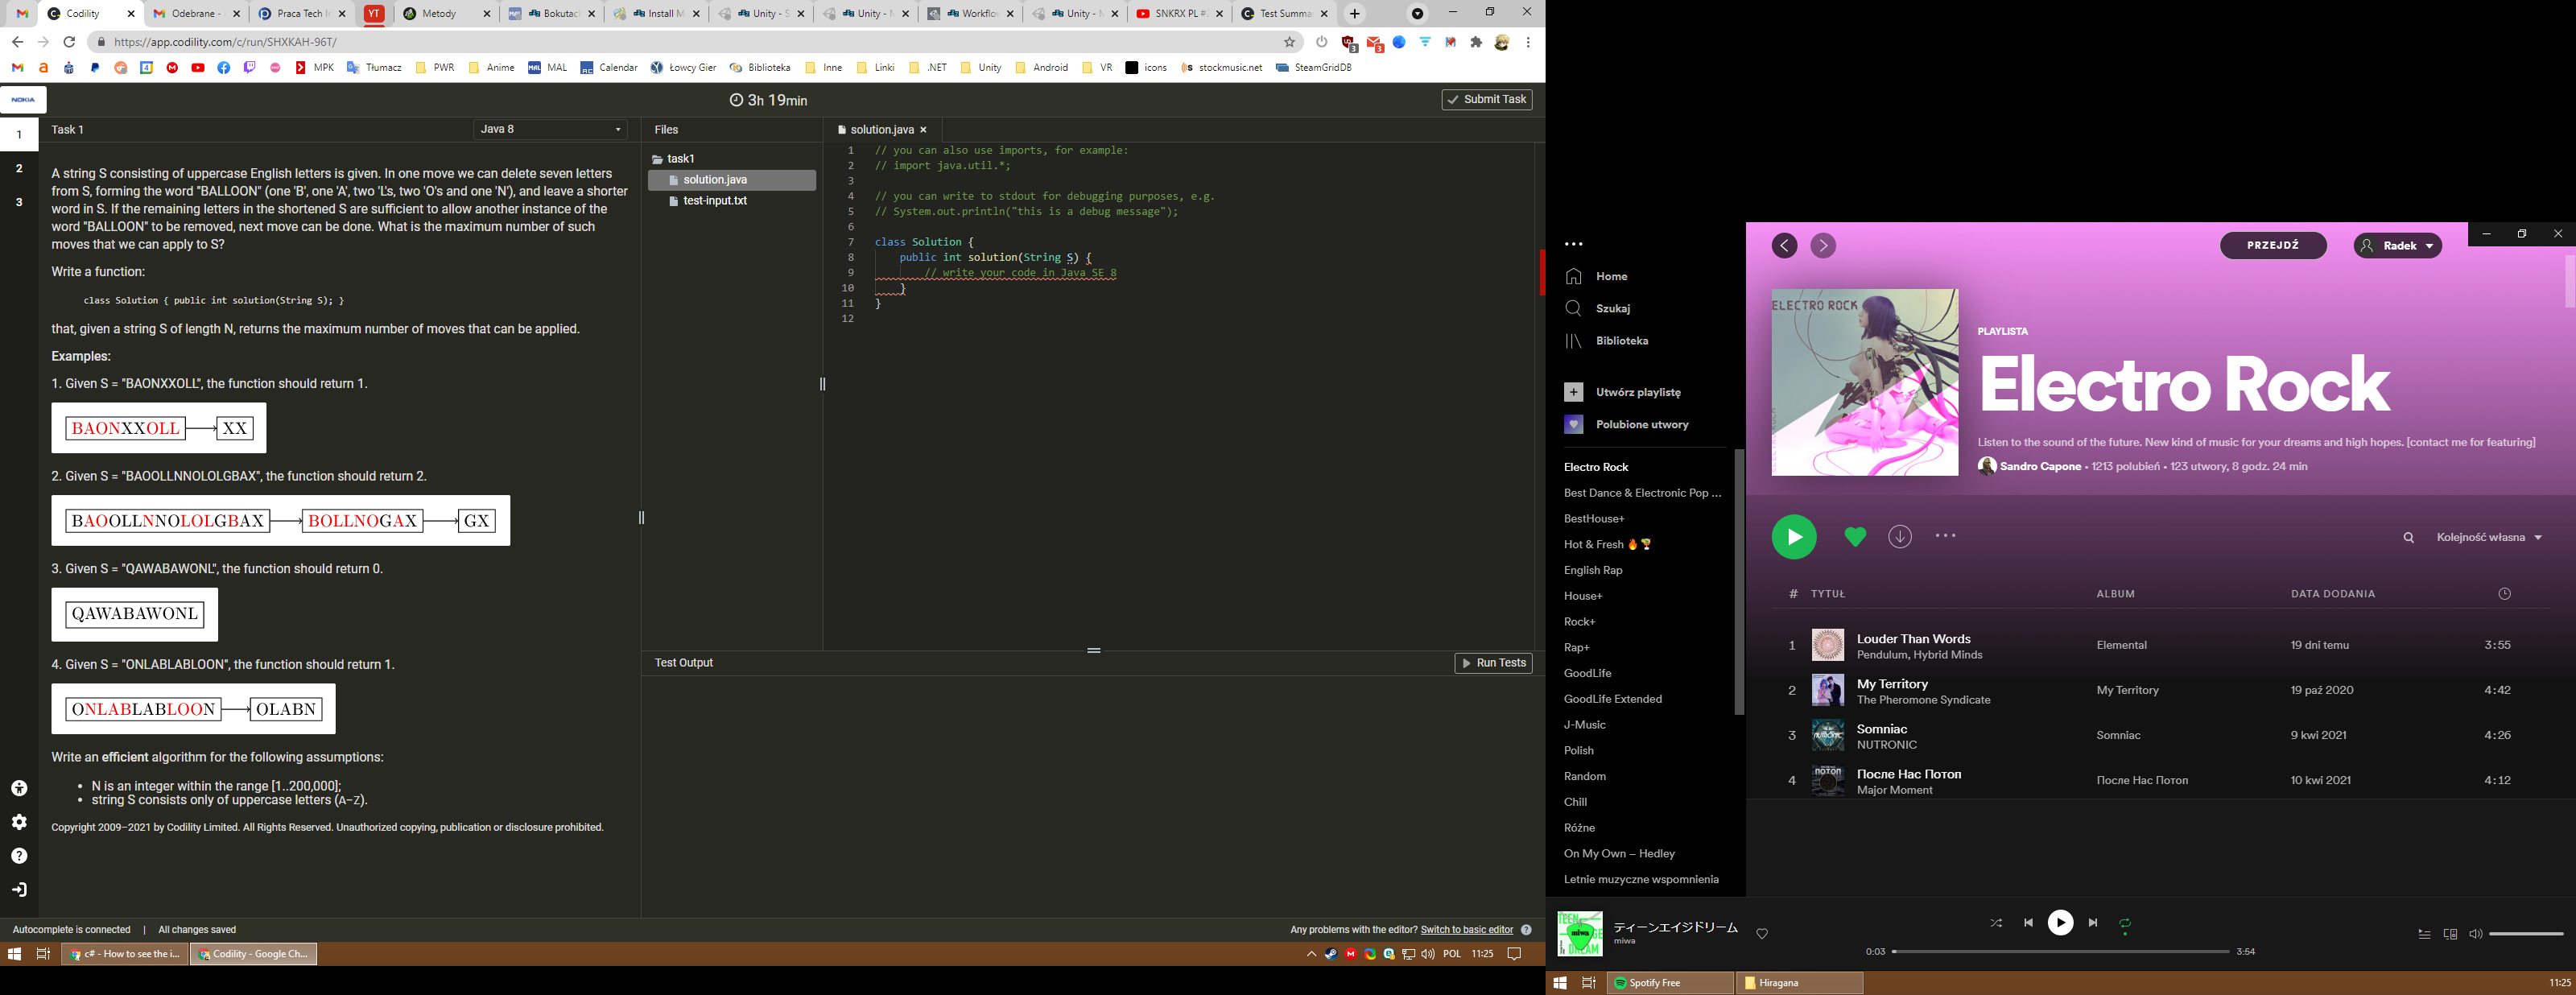 Codility
Odebrane -
Praca Tech
YT
Metody
Bokutac
Install M
Unity - S
Unity -
Workflo
Unity -
SNKRX PL #
Test Summa
https://app.codility.com/c/run/SHXKAH-96T/
MPK
Tłumacz
PWR
Anime
MAL
Calendar
Łowcy Gier
Biblioteka
Inne
Linki
.NET
Unity
Android
VR
icons
stockmusic.net
SteamGridDB
NOKIA
3h 19min
Submit Task
1
2
3
Task 1
Java 8
A string S consisting of uppercase English letters is given. In one move we can delete seven letters
from S, forming the word "BALLOON" (one 'B', one 'A', two 'L's, two 'O's and one 'N'), and leave a shorter
word in S. If the remaining letters in the shortened S are sufficient to allow another instance of the
word "BALLOON" to be removed, next move can be done. What is the maximum number of such
moves that we can apply to S?
Write a function:
class Solution { public int solution(String S); }
that, given a string S of length N, returns the maximum number of moves that can be applied.
Examples:
1. Given S = "BAONXXOLL", the function should return 1.
BAONXXOLL XX
2. Given S = "BAOOLLNNOLOLGBAX", the function should return 2.
BAOOLLNNOLOLGBAX BOLLNOGAX GX
3. Given S = "QAWABAWONL", the function should return 0.
QAWABAWONL
4. Given S = "ONLABLABLOON", the function should return 1.
ONLABLABLOON OLABN
Write an efficient algorithm for the following assumptions:
• N is an integer within the range [1..200,000];
• string S consists only of uppercase letters (A-Z).
Copyright 2009–2021 by Codility Limited. All Rights Reserved. Unauthorized copying, publication or disclosure prohibited.
Files
task1
solution.java
test-input.txt
solution.java
1 // you can also use imports, for example:
2 // import java.util.*;
3
4 // you can write to stdout for debugging purposes, e.g.
5 // System.out.println("this is a debug message");
6
7 class Solution {
8 public int solution(String S) {
9 // write your code in Java SE 8
10 }
11 }
12
Test Output
Run Tests
Autocomplete is connected | All changes saved
Any problems with the editor? Switch to basic editor
c# - How to see the i...
Codility - Google Ch...
POL
11:25
Home
Szukaj
Biblioteka
Utwórz playlistę
Polubione utwory
Electro Rock
Best Dance & Electronic Pop ...
BestHouse+
Hot & Fresh 🔥🍹
English Rap
House+
Rock+
Rap+
GoodLife
GoodLife Extended
J-Music
Polish
Random
Chill
Różne
On My Own – Hedley
Letnie muzyczne wspomnienia
PRZEJDŹ
Radek
ELECTRO ROCK
PLAYLISTA
Electro Rock
Listen to the sound of the future. New kind of music for your dreams and high hopes. [contact me for featuring]
Sandro Capone • 1213 polubień • 123 utwory, 8 godz. 24 min
Kolejność własna
# TYTUŁ ALBUM DATA DODANIA
1 Louder Than Words Elemental 19 dni temu 3:55
Pendulum, Hybrid Minds
2 My Territory My Territory 19 paź 2020 4:42
The Pheromone Syndicate
3 Somniac Somniac 9 kwi 2021 4:26
NUTRONIC
4 После Нас Потоп После Нас Потоп 10 kwi 2021 4:12
Major Moment
TEEN
miwa
DREAM
ティーンエイジドリーム
miwa
0:03
3:54
Spotify Free
Hiragana
11:25